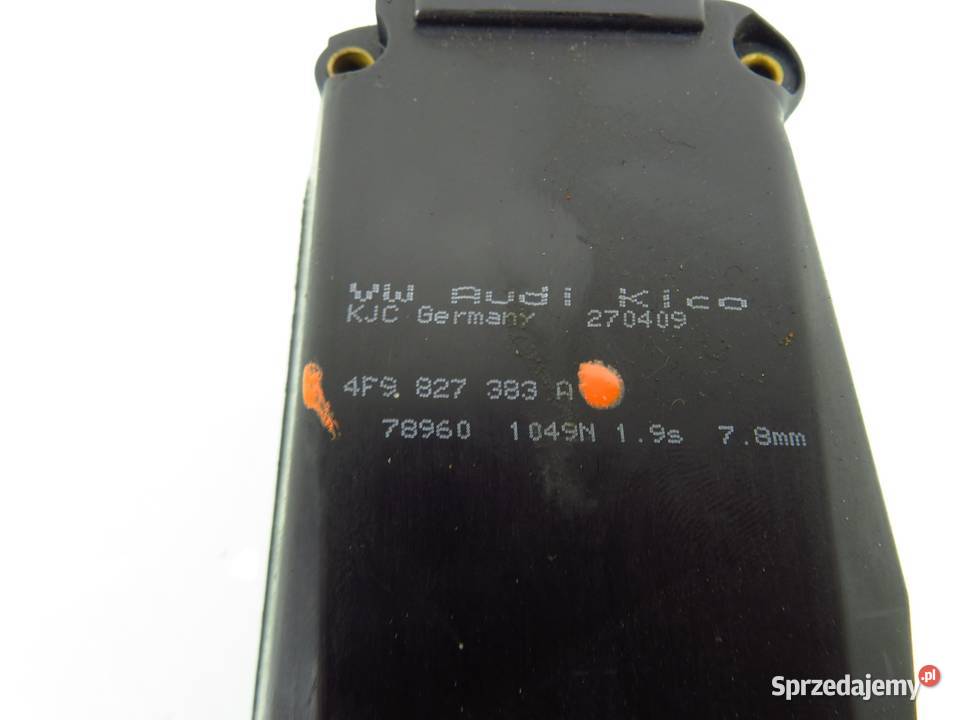 VW Audi Kico
KJC Germany 270409
4F9 827 383 A
78960 1049N 1.9s 7.8mm
Sprzedajemy.pl